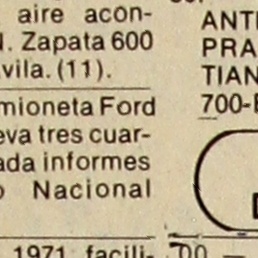 aire acon-
N. Zapata 600
vila. (11).
mioneta Ford
eva tres cuar-
ada informes
o Nacional
1971 facili-
ANTI
PRA
TIAN
700-